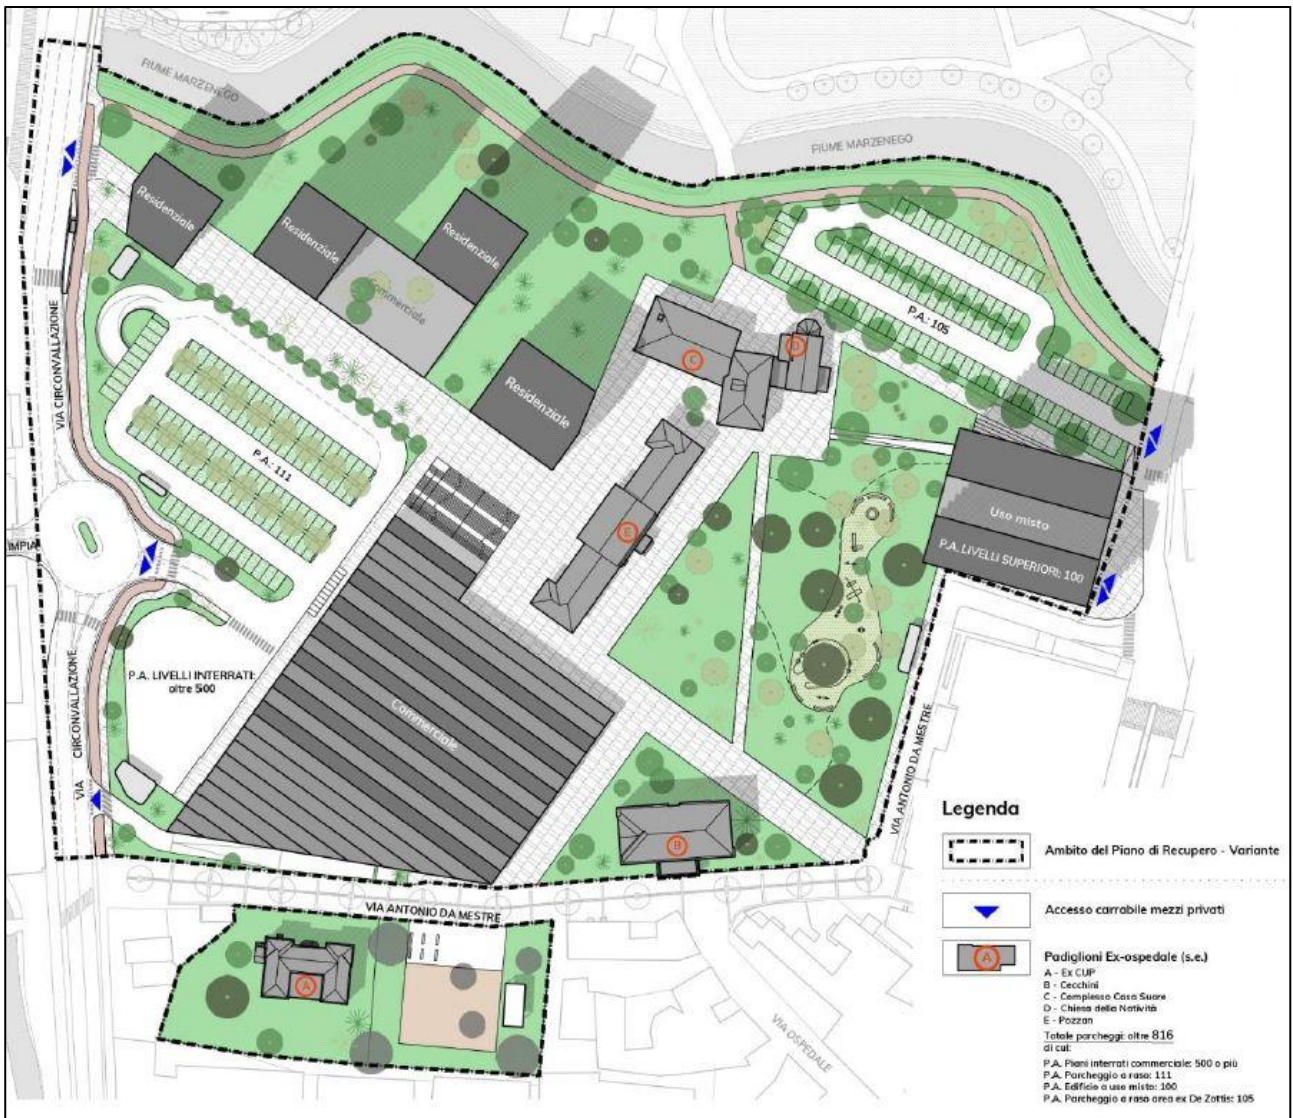 FIUME MARZENEGO
FIUME MARZENEGO
Residenziale
Residenziale
Residenziale
Commerciale
Residenziale
P.A.: 105
C
D
VIA CIRCONVALLAZIONE
P.A.: 111
E
Uso misto
P.A. LIVELLI SUPERIORI: 100
IMPIA
P.A. LIVELLI INTERRATI:
oltre 500
Commerciale
VIA CIRCONVALLAZIONE
B
VIA ANTONIO DA MESTRE
VIA ANTONIO DA MESTRE
A
VIA OSPEDALE
Legenda
Ambito del Piano di Recupero - Variante
Accesso carrabile mezzi privati
A
Padiglioni Ex-ospedale (s.e.)
A - Ex CUP
B - Cecchini
C - Complesso Casa Suore
D - Chiesa della Natività
E - Pozzan
Totale parcheggi: oltre 816
di cui:
P.A. Piani interrati commerciale: 500 o più
P.A. Parcheggio a raso: 111
P.A. Edificio a uso misto: 100
P.A. Parcheggio a raso area ex De Zottis: 105